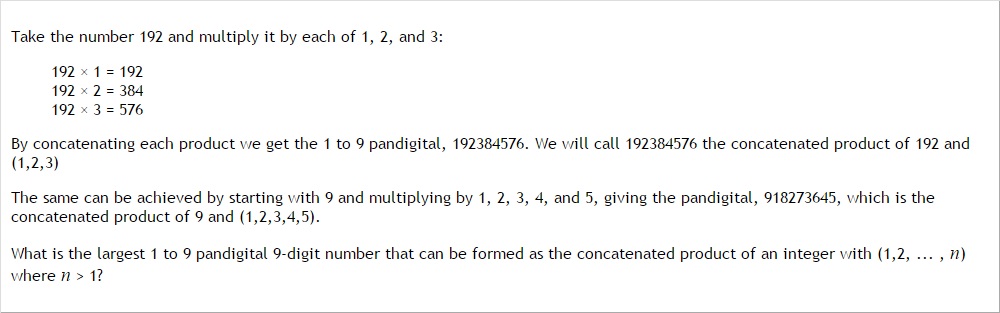 Take the number 192 and multiply it by each of 1, 2, and 3:
192 × 1 = 192
192 × 2 = 384
192 × 3 = 576
By concatenating each product we get the 1 to 9 pandigital, 192384576. We will call 192384576 the concatenated product of 192 and
(1,2,3)
The same can be achieved by starting with 9 and multiplying by 1, 2, 3, 4, and 5, giving the pandigital, 918273645, which is the
concatenated product of 9 and (1,2,3,4,5).
What is the largest 1 to 9 pandigital 9-digit number that can be formed as the concatenated product of an integer with (1,2, ... , n)
where n > 1?